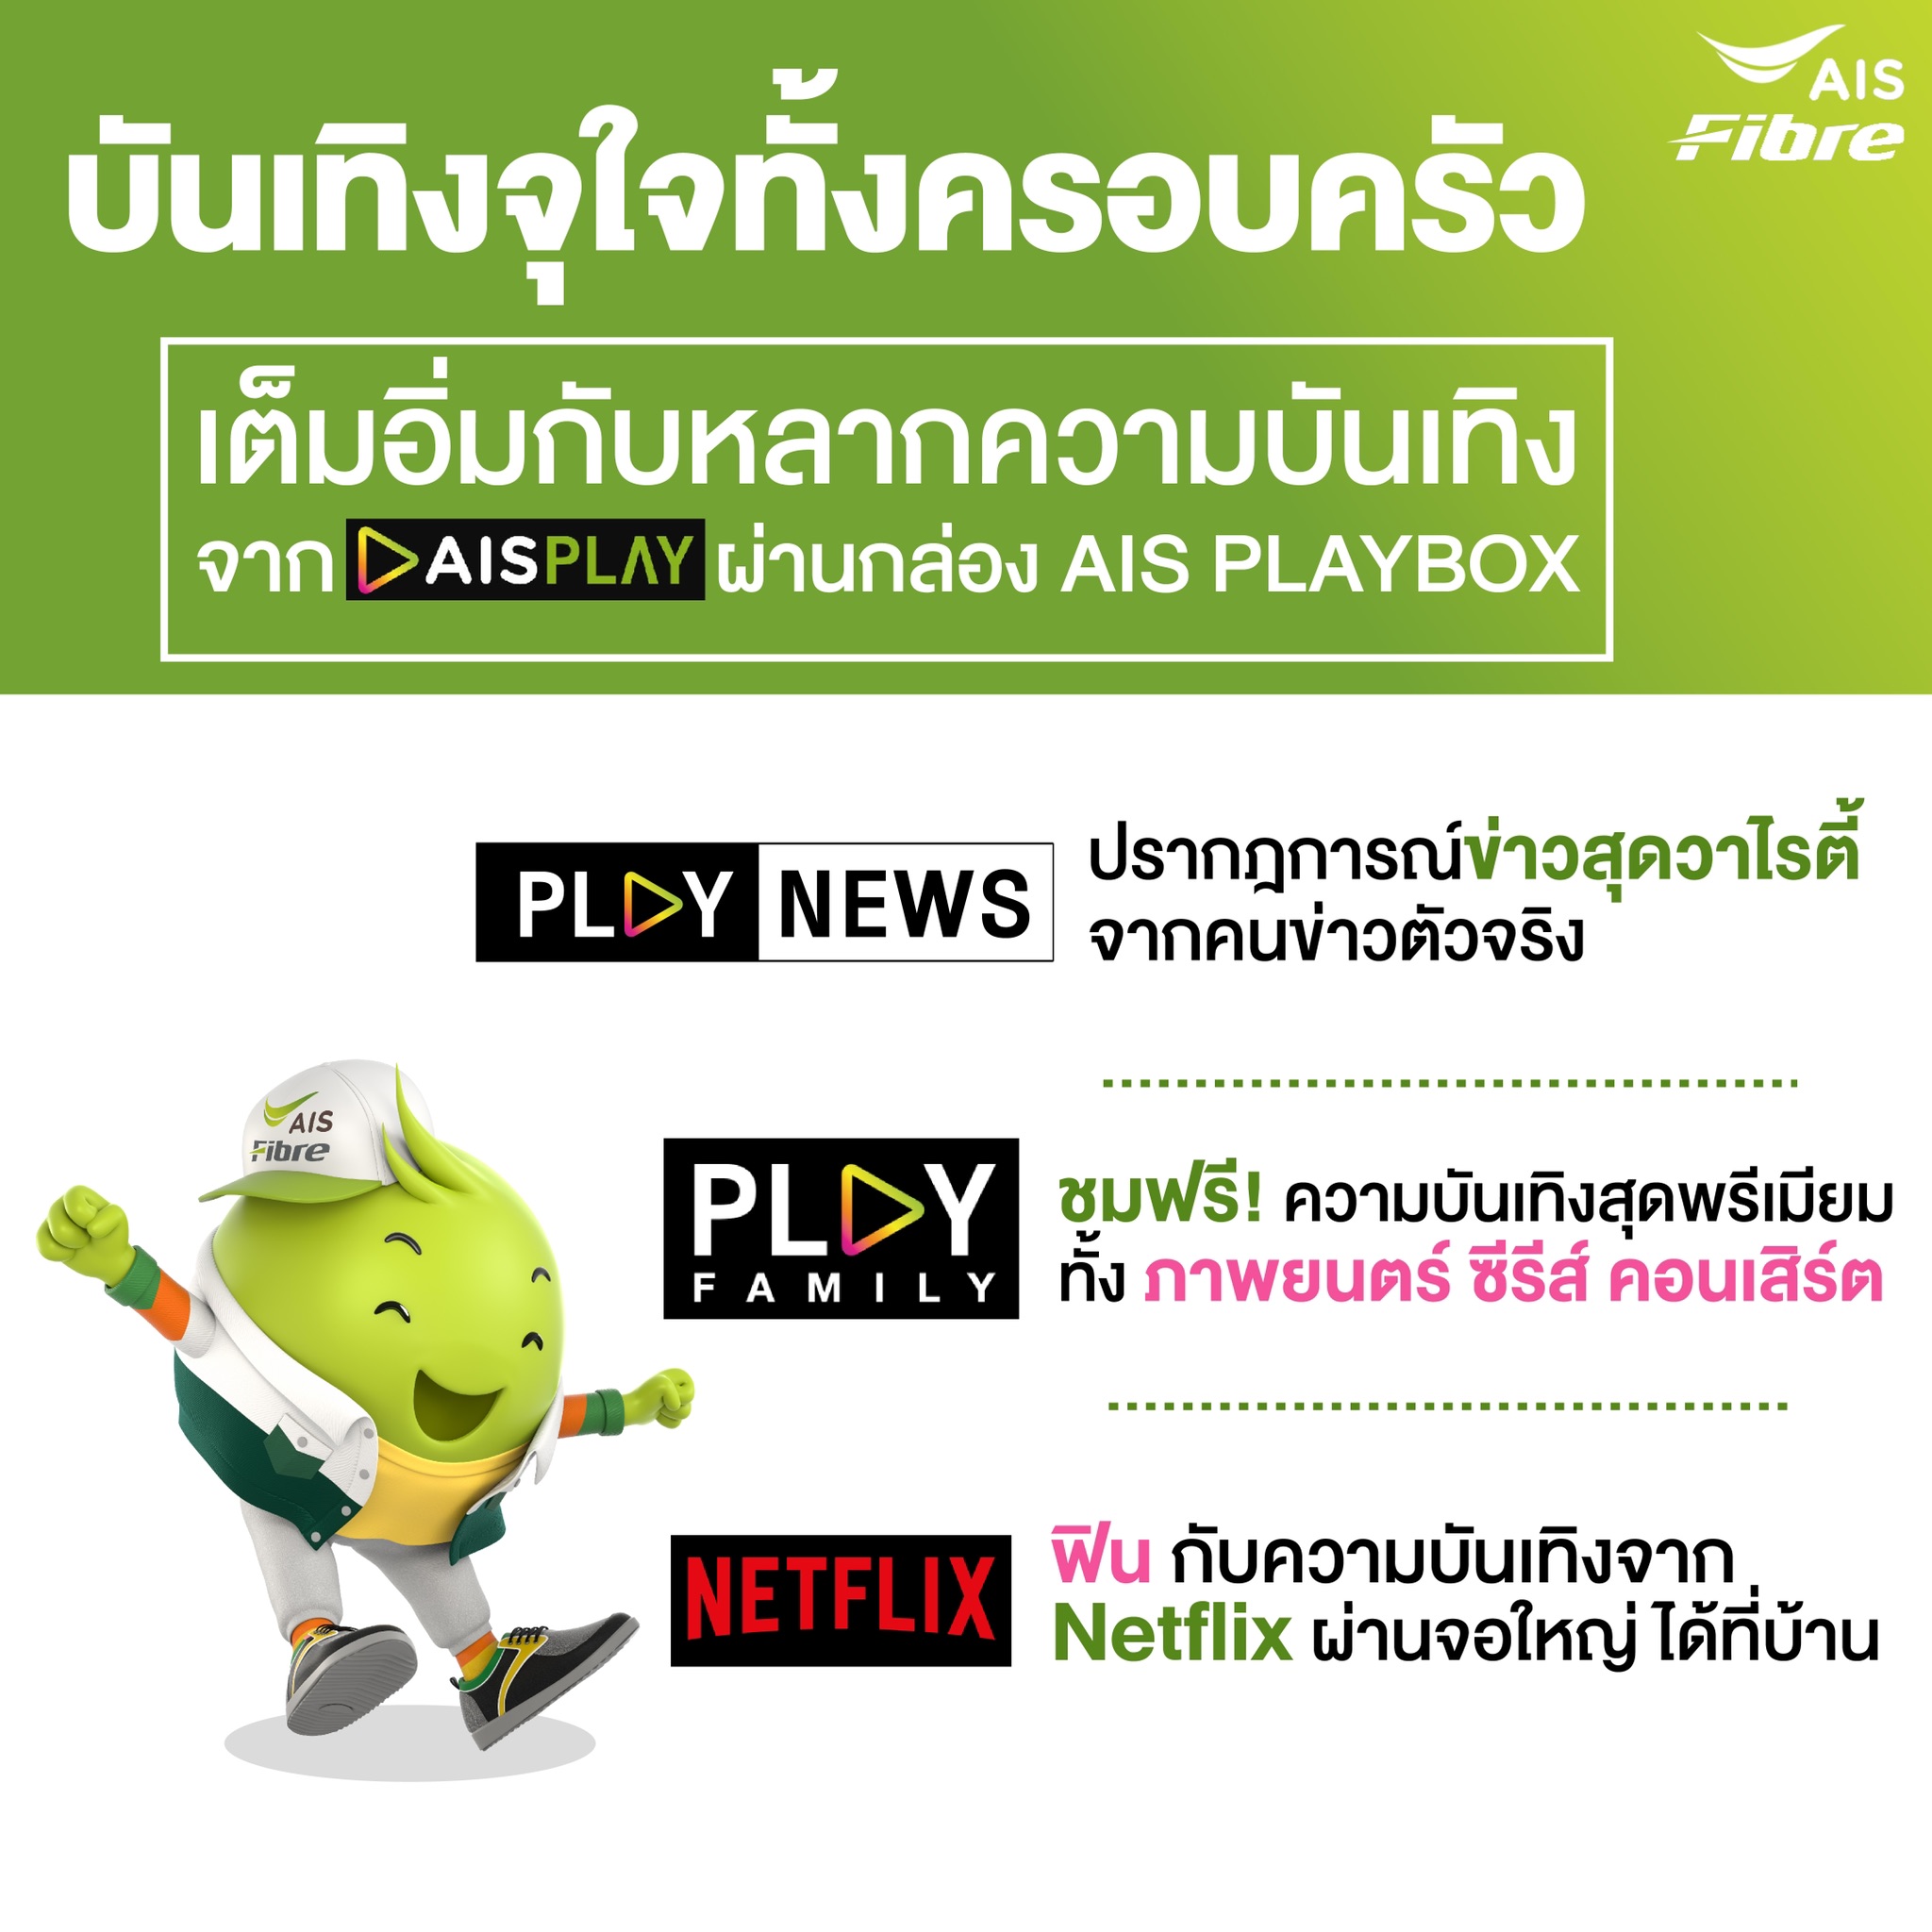 AIS
Fibre
บันเทิงจุใจทั้งครอบครัว
เต็มอิ่มกับหลากความบันเทิง
จาก AISPLAY ผ่านกล่อง AIS PLAYBOX
PLAY NEWS
ปรากฎการณ์ข่าวสุดวาไรตี้
จากคนข่าวตัวจริง
AIS
Fibre
PLAY
FAMILY
ชมฟรี! ความบันเทิงสุดพรีเมียม
ทั้ง ภาพยนตร์ ซีรีส์ คอนเสิร์ต
NETFLIX
ฟิน กับความบันเทิงจาก
Netflix ผ่านจอใหญ่ ได้ที่บ้าน